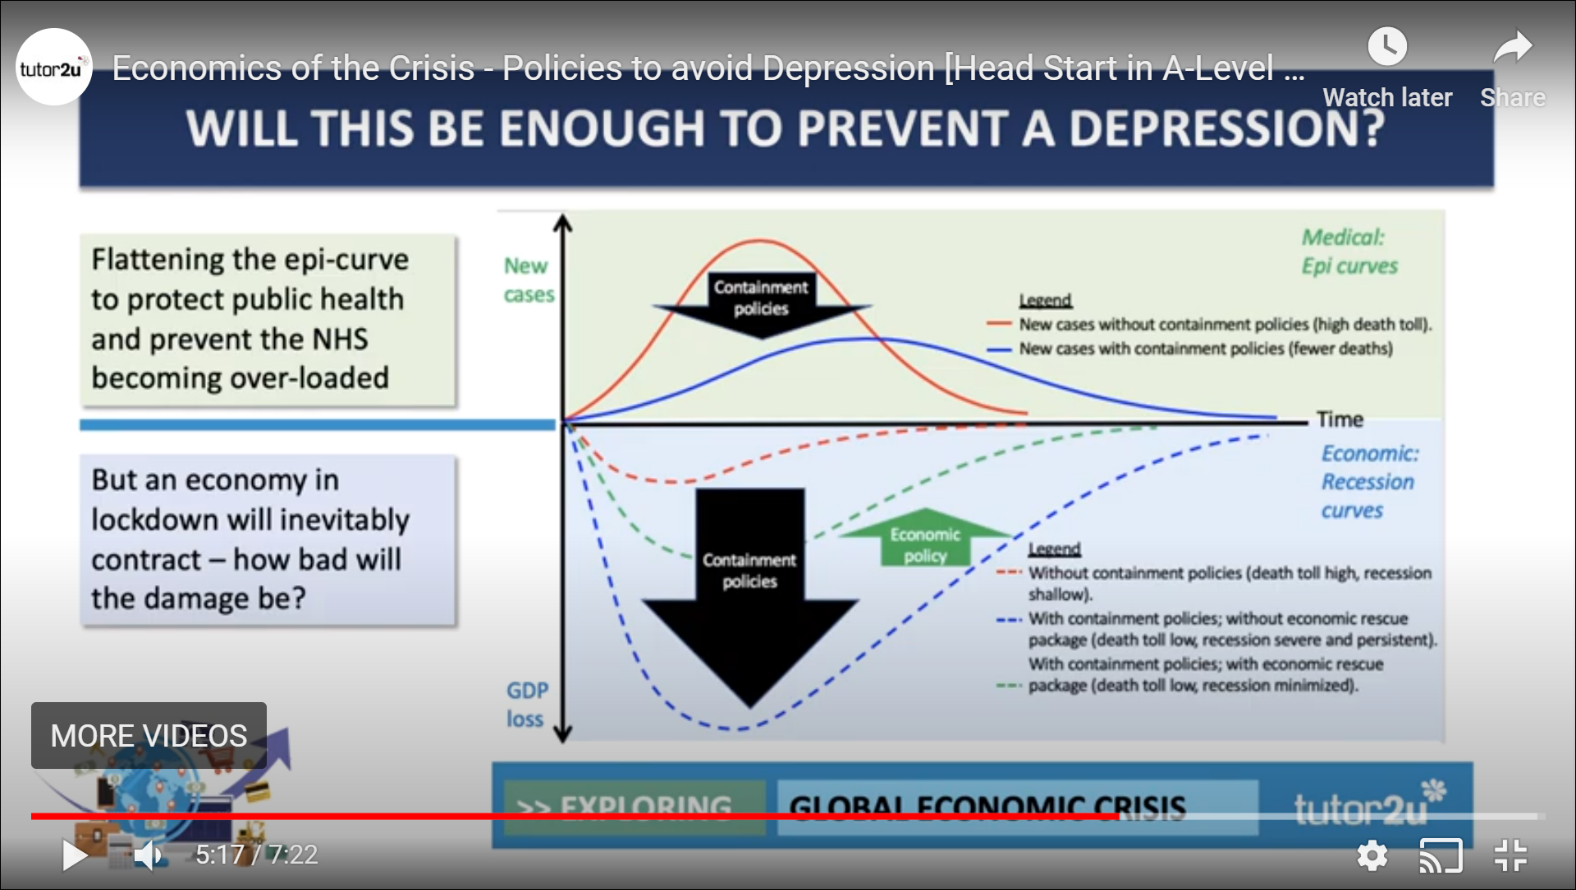 tutor2u
Economics of the Crisis - Policies to avoid Depression [Head Start in A-Level ...
Watch later
Share
WILL THIS BE ENOUGH TO PREVENT A DEPRESSION?
Flattening the epi-curve
to protect public health
and prevent the NHS
becoming over-loaded
But an economy in
lockdown will inevitably
contract – how bad will
the damage be?
New
cases
Containment
policies
Medical:
Epi curves
Legend
New cases without containment policies (high death toll).
New cases with containment policies (fewer deaths)
Time
Economic:
Recession
curves
Containment
policies
Economic
policy
Legend
Without containment policies (death toll high, recession
shallow).
With containment policies; without economic rescue
package (death toll low, recession severe and persistent).
With containment policies; with economic rescue
package (death toll low, recession minimized).
GDP
loss
MORE VIDEOS
>> EXPLORING
GLOBAL ECONOMIC CRISIS
tutor2u
5:17 / 7:22